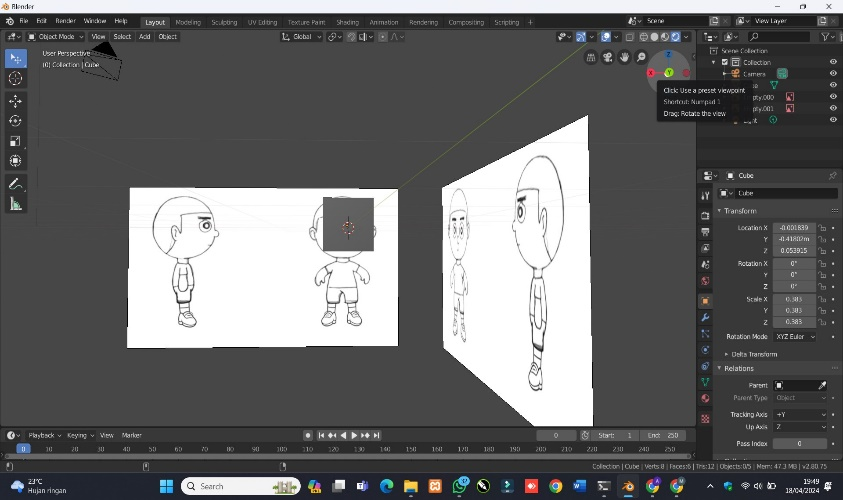 Blender
File Edit Render Window Help
Layout Modeling Sculpting UV Editing Texture Paint Shading Animation Rendering Compositing Scripting +
Scene
View Layer
Object Mode View Select Add Object
Global
User Perspective
(0) Collection | Cube
Click: Use a preset viewpoint
Shortcut: Numpad 1
Drag: Rotate the view
Scene Collection
Collection
Camera
Cube
Cube
Transform
Location X -0.001839
Y -0.41802m
Z 0.053915
Rotation X 0°
Y 0°
Z 0°
Scale X 0.383
Y 0.383
Z 0.383
Rotation Mode XYZ Euler
Delta Transform
Relations
Parent
Parent Type Object
Tracking Axis +Y
Up Axis Z
Pass Index 0
Playback Keying View Marker
0 Start: 1 End: 250
0 10 20 30 40 50 60 70 80 90 100 110 120 130 140 150 160 170 180 190 200 210 220 230 240 250
Collection | Cube | Verts:8 | Faces:6 | Tris:12 | Objects:0/5 | Mem: 47.3 MB | v2.80.75
23°C
Hujan ringan
Search
19:49
18/04/2024